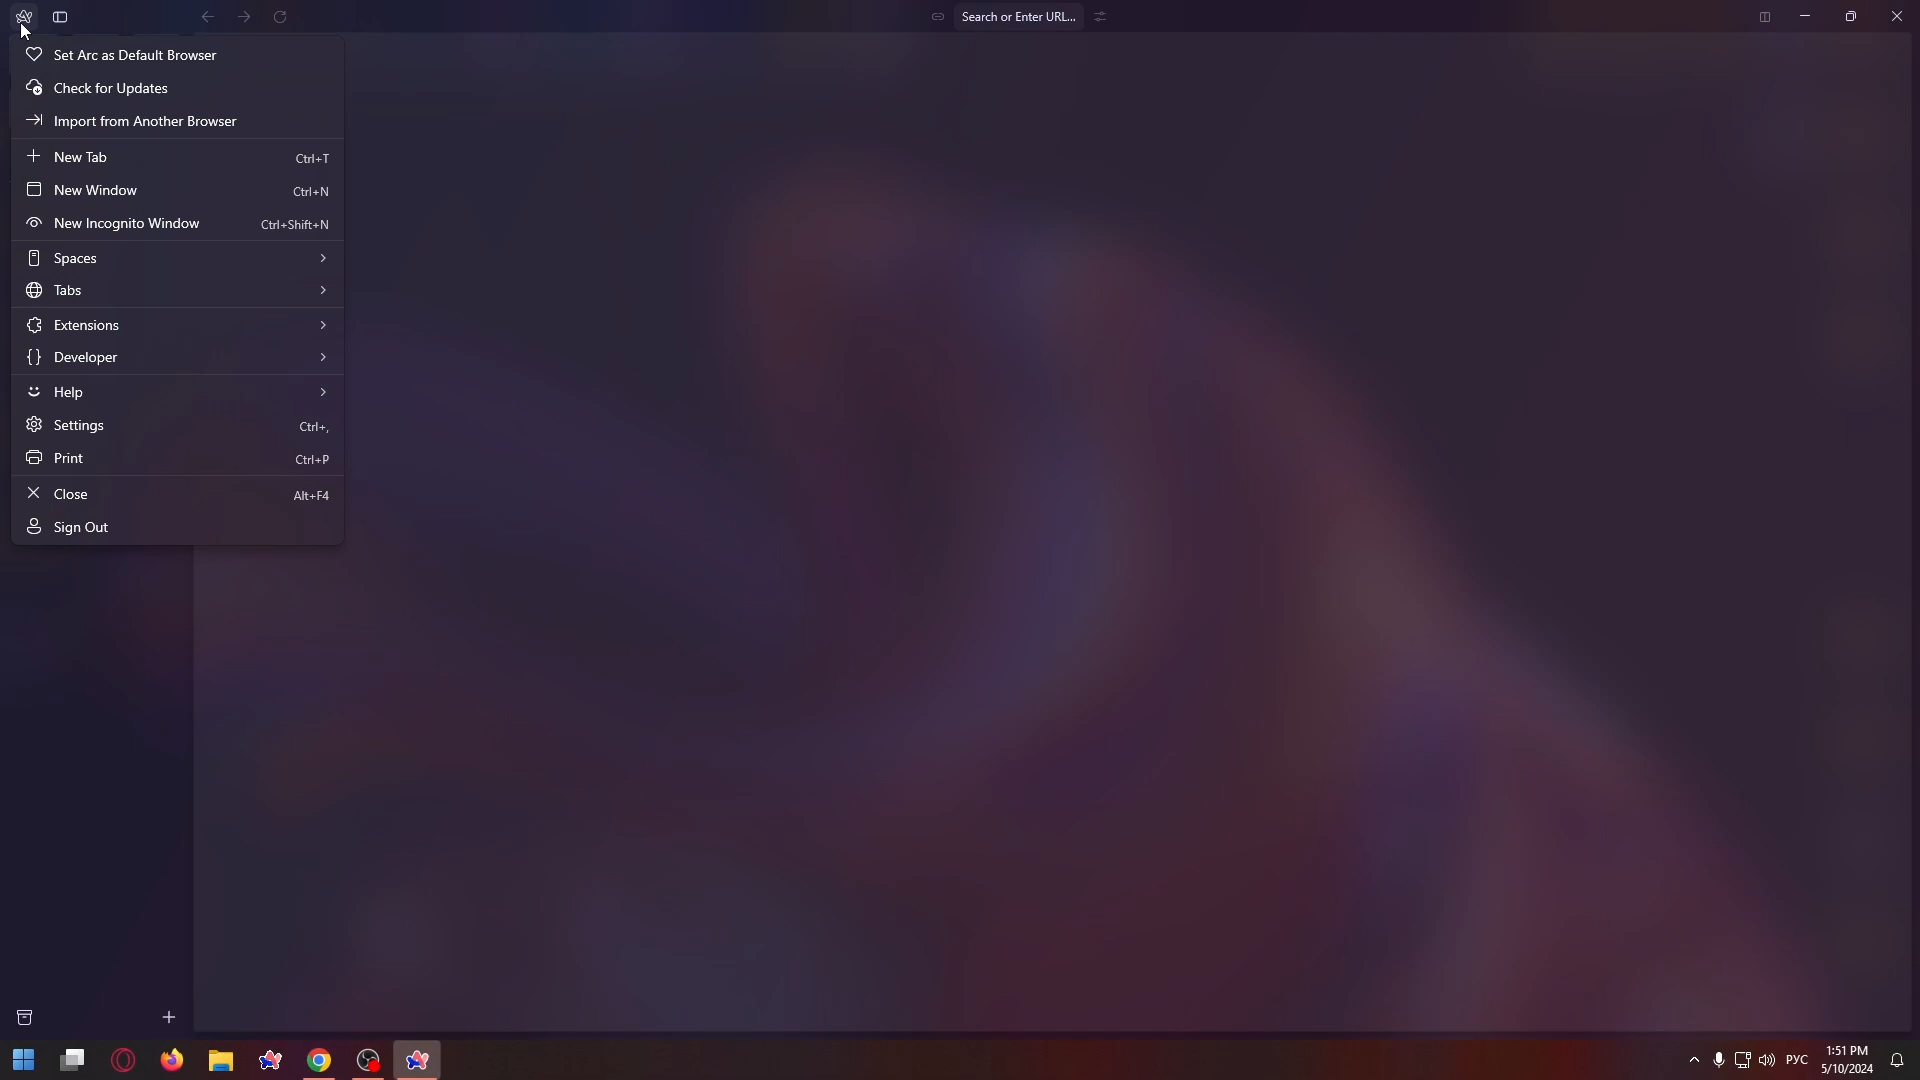 Search or Enter URL...
Set Arc as Default Browser
Check for Updates
Import from Another Browser
New Tab Ctrl+T
New Window Ctrl+N
New Incognito Window Ctrl+Shift+N
Spaces
Tabs
Extensions
Developer
Help
Settings Ctrl+,
Print Ctrl+P
Close Alt+F4
Sign Out
РУС
1:51 PM
5/10/2024